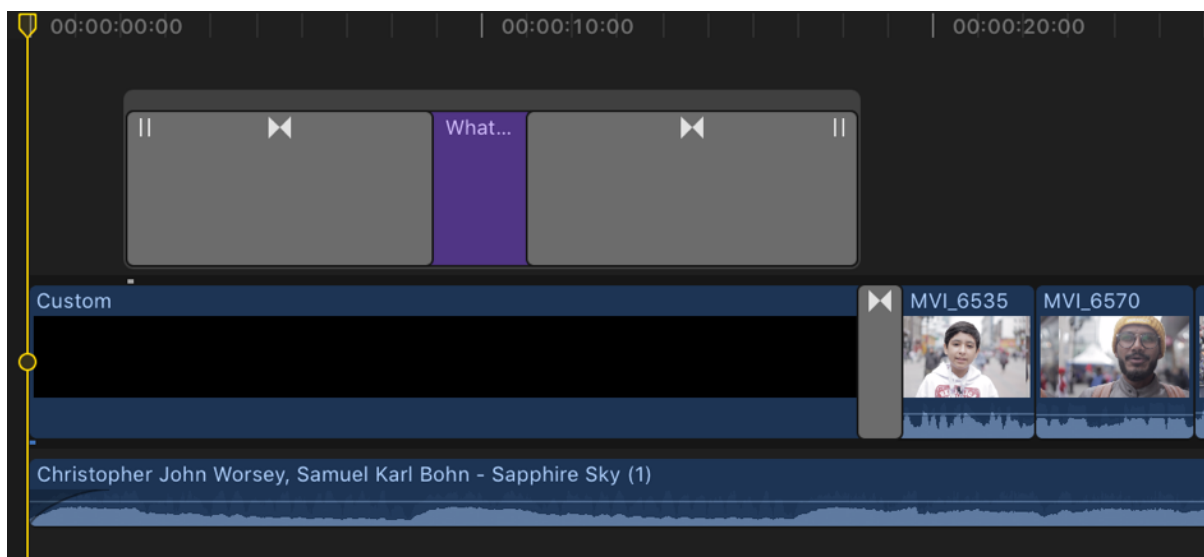 00:00:00:00 00:00:10:00 00:00:20:00
What...
Custom
MVI_6535
MVI_6570
Christopher John Worsey, Samuel Karl Bohn - Sapphire Sky (1)